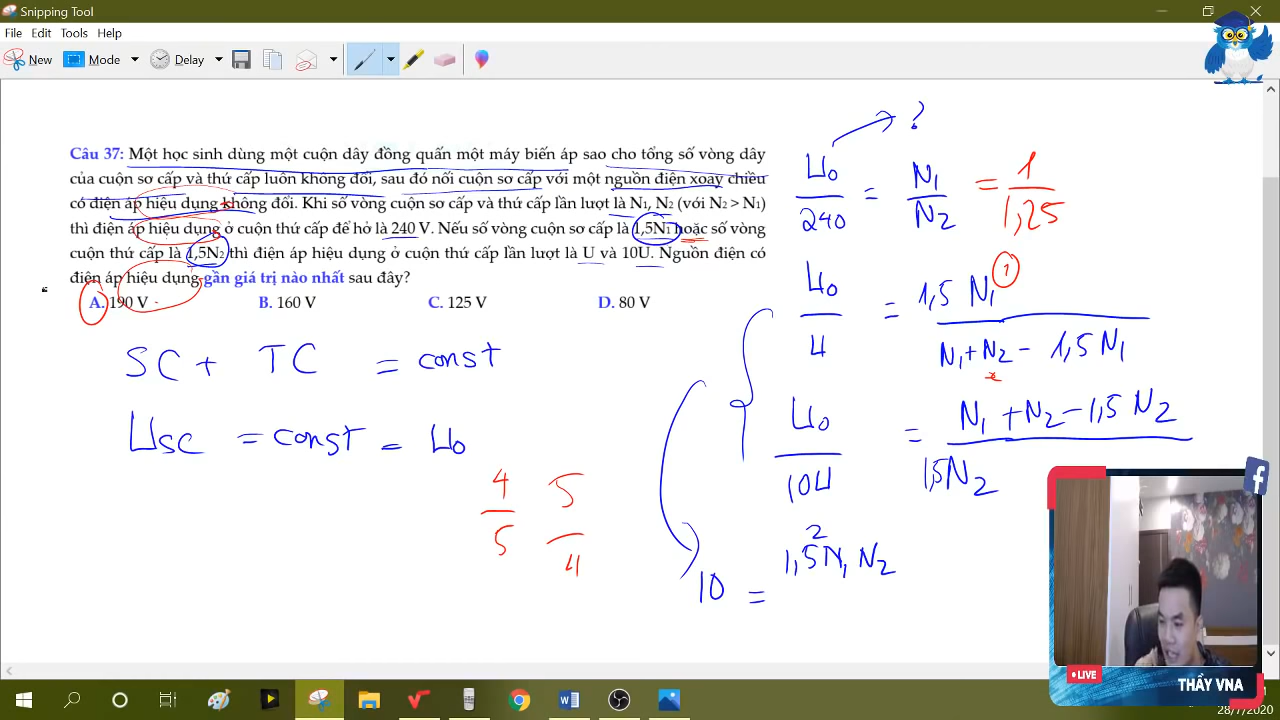 Snipping Tool
File Edit Tools Help
New Mode Delay
Câu 37: Một học sinh dùng một cuộn dây đồng quấn một máy biến áp sao cho tổng số vòng dây
của cuộn sơ cấp và thứ cấp luôn không đổi, sau đó nối cuộn sơ cấp với một nguồn điện xoay chiều
có điện áp hiệu dụng không đổi. Khi số vòng cuộn sơ cấp và thứ cấp lần lượt là N₁, N₂ (với N₂ > N₁)
thì điện áp hiệu dụng ở cuộn thứ cấp để hở là 240 V. Nếu số vòng cuộn sơ cấp là 1,5N₁ hoặc số vòng
cuộn thứ cấp là 1,5N₂ thì điện áp hiệu dụng ở cuộn thứ cấp lần lượt là U và 10U. Nguồn điện có
điện áp hiệu dụng gần giá trị nào nhất sau đây?
A. 190 V B. 160 V C. 125 V D. 80 V
?
U₀/240 = N₁/N₂ = 1/1,25
U₀/U = 1,5 N₁ / (N₁ + N₂ - 1,5 N₁) (1)
SC + TC = const
U₀/10U = (N₁ + N₂ - 1,5 N₂) / 1,5N₂
Usc = const = U₀
4/5 5/4
10 = 1,5² N₁ N₂
LIVE
THẦY VNA
28/7/2020